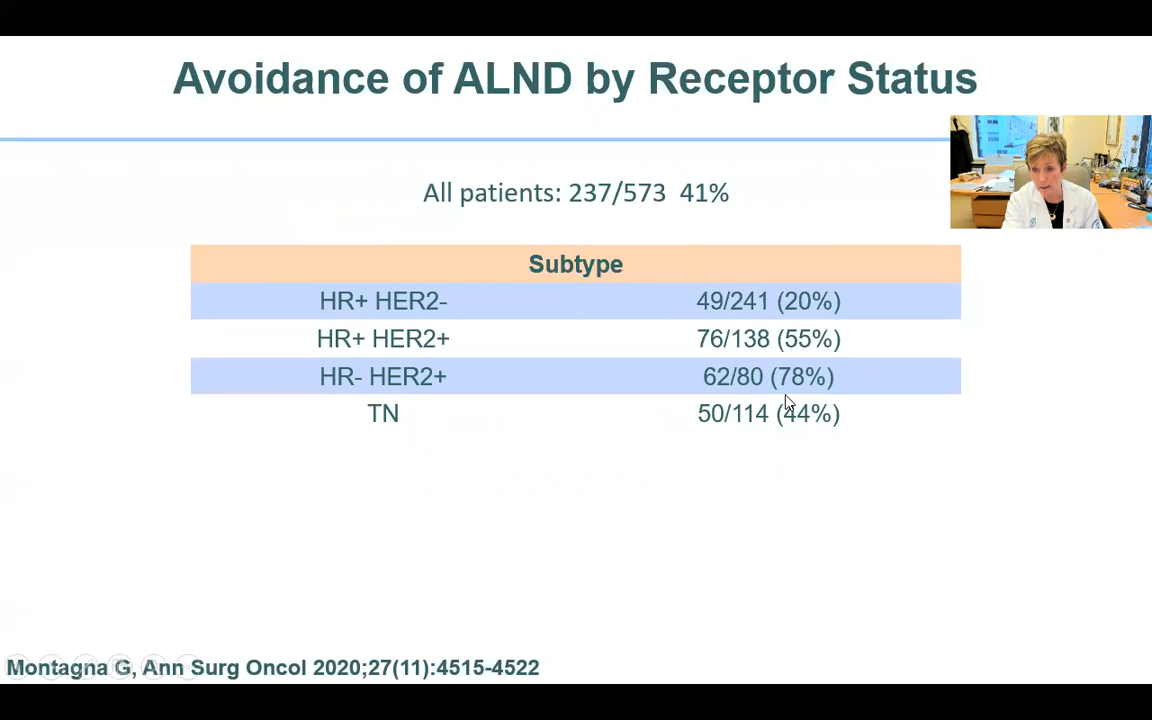 Avoidance of ALND by Receptor Status
All patients: 237/573 41%
Subtype
HR+ HER2- 49/241 (20%)
HR+ HER2+ 76/138 (55%)
HR- HER2+ 62/80 (78%)
TN 50/114 (44%)
Montagna G, Ann Surg Oncol 2020;27(11):4515-4522